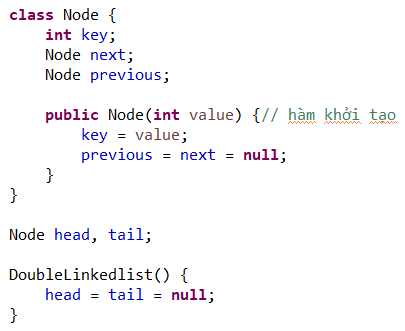 class Node {
    int key;
    Node next;
    Node previous;

    public Node(int value) {// hàm khởi tạo
        key = value;
        previous = next = null;
    }
}

Node head, tail;

DoubleLinkedlist() {
    head = tail = null;
}